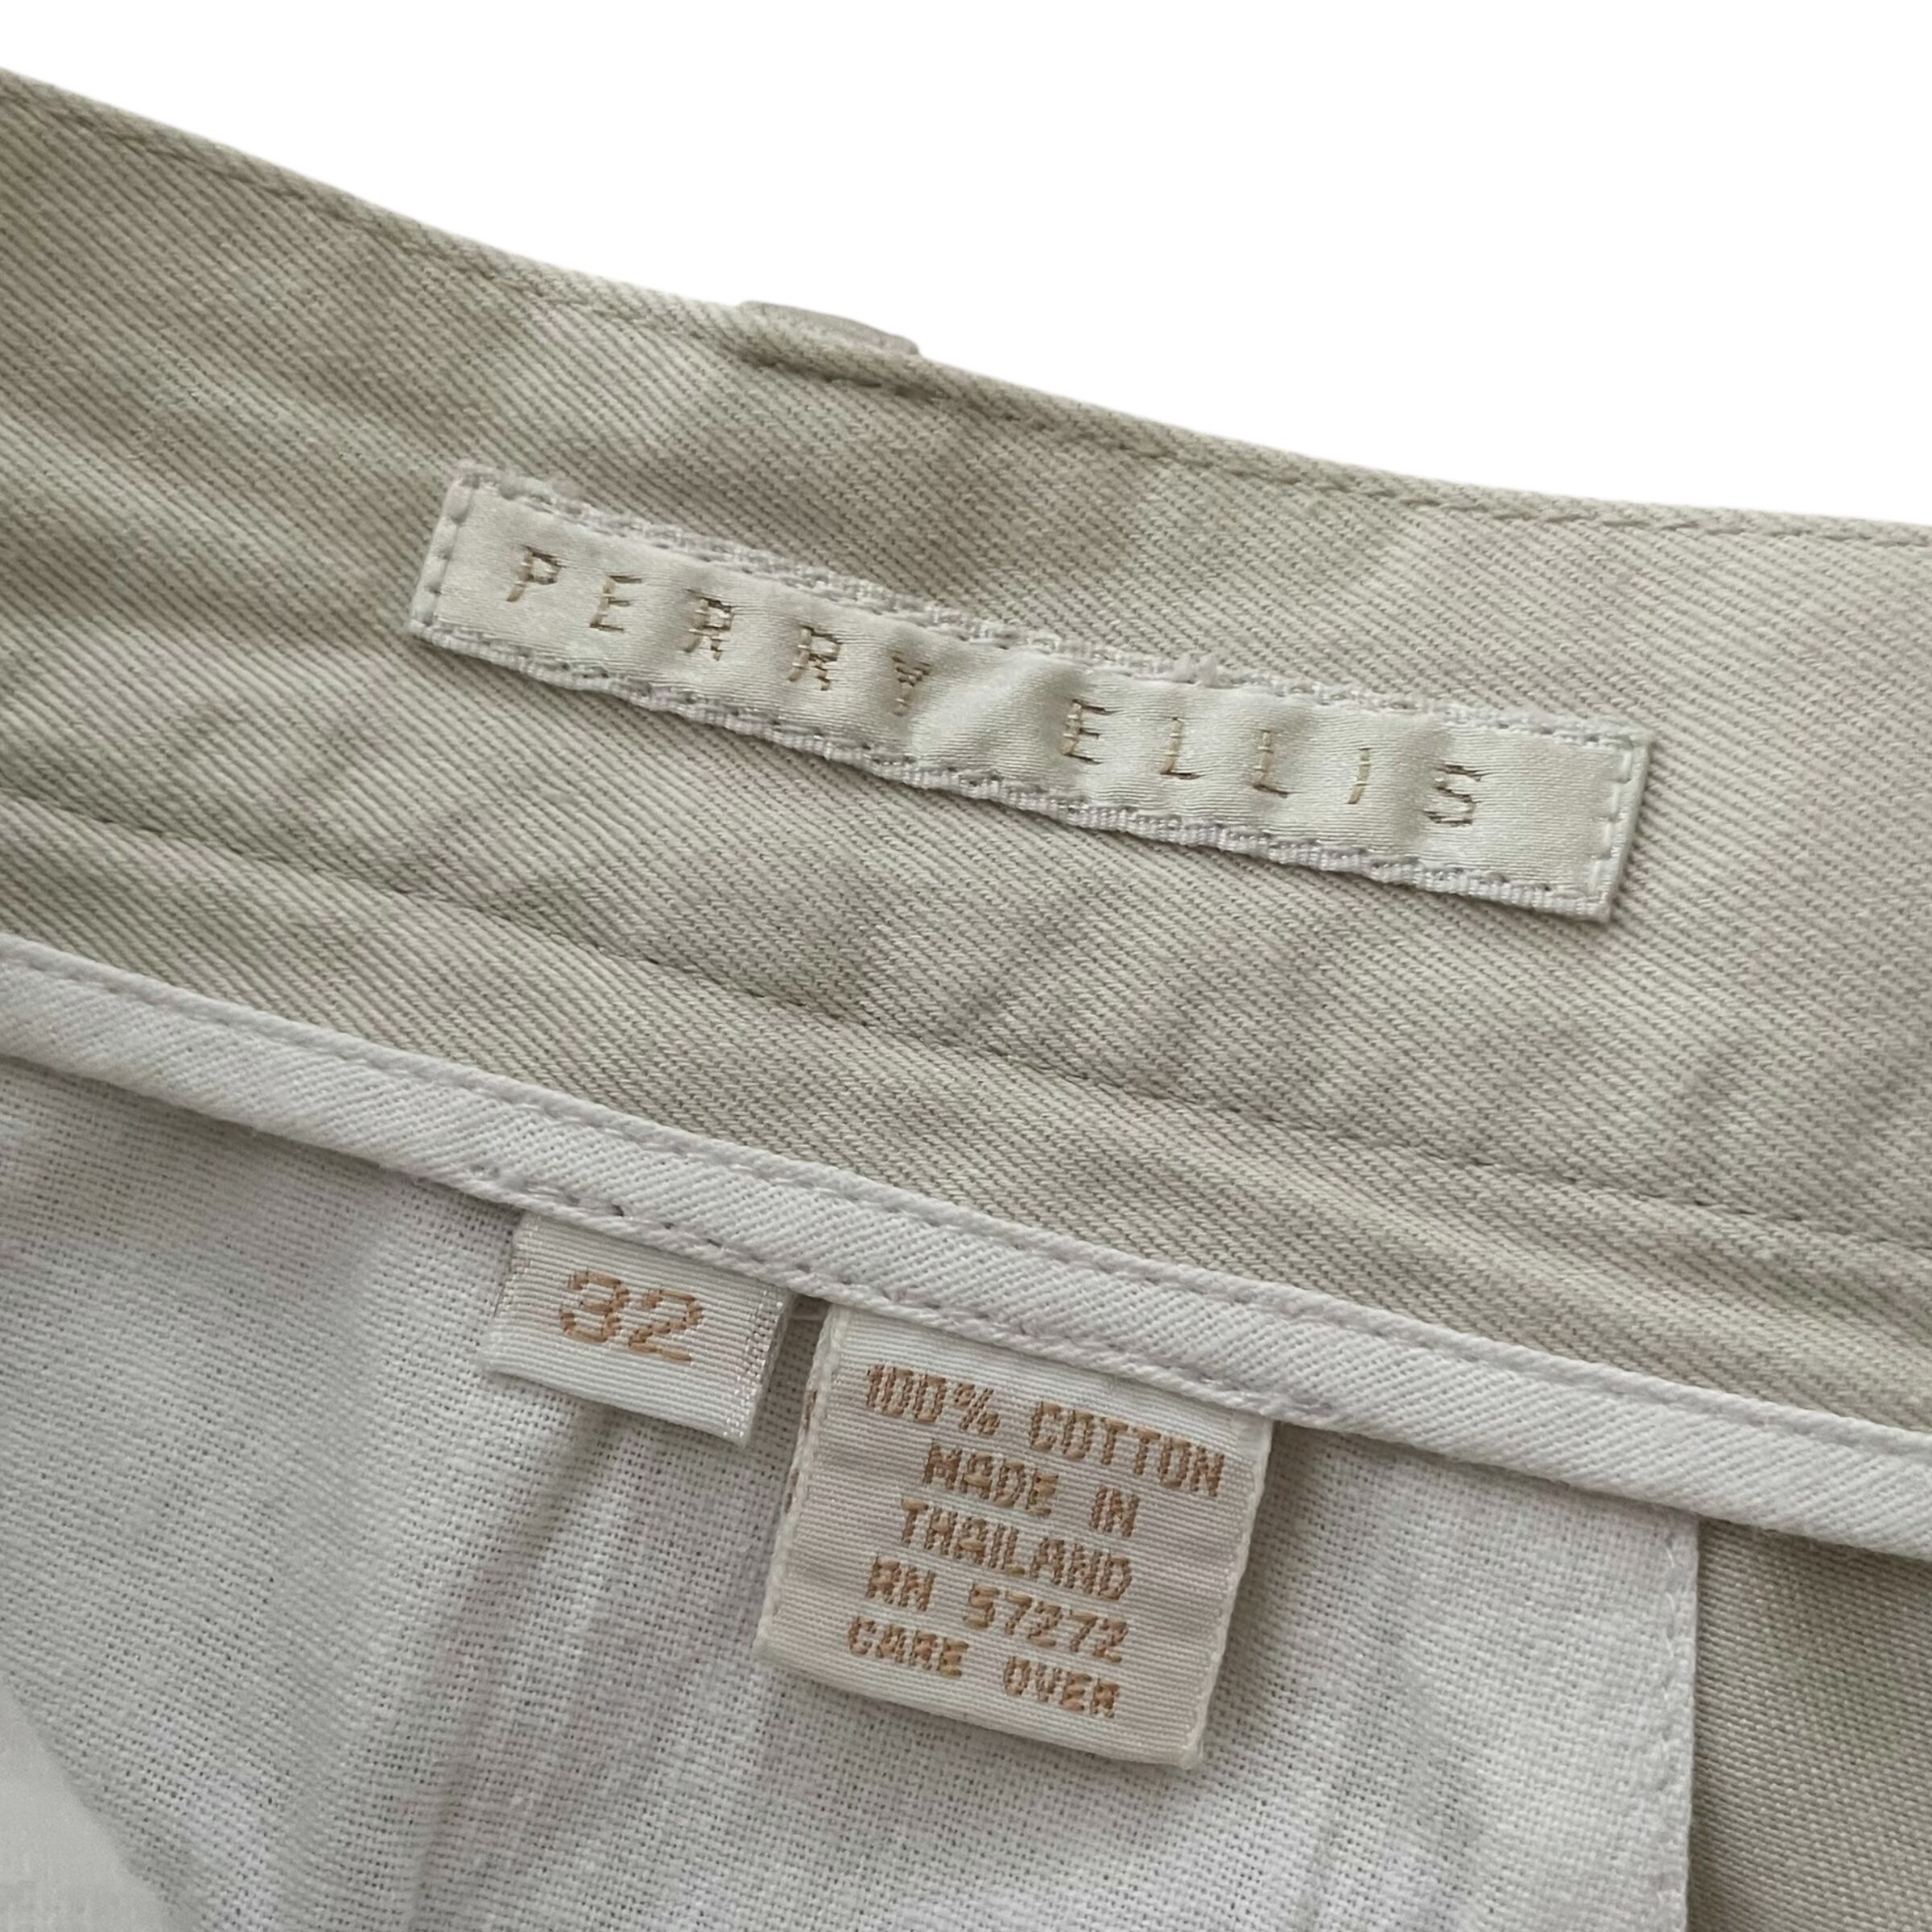 PERRY ELLIS
32
100% COTTON
MADE IN
THAILAND
RN 57272
CARE OVER